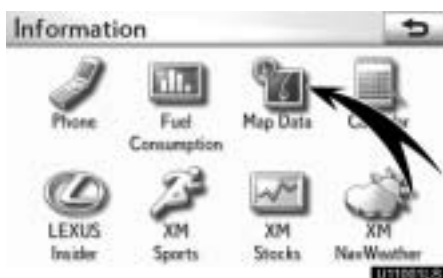 Information
Phone
Fuel
Consumption
Map Data
LEXUS
Insider
XM
Sports
XM
Stocks
XM
NavWeather